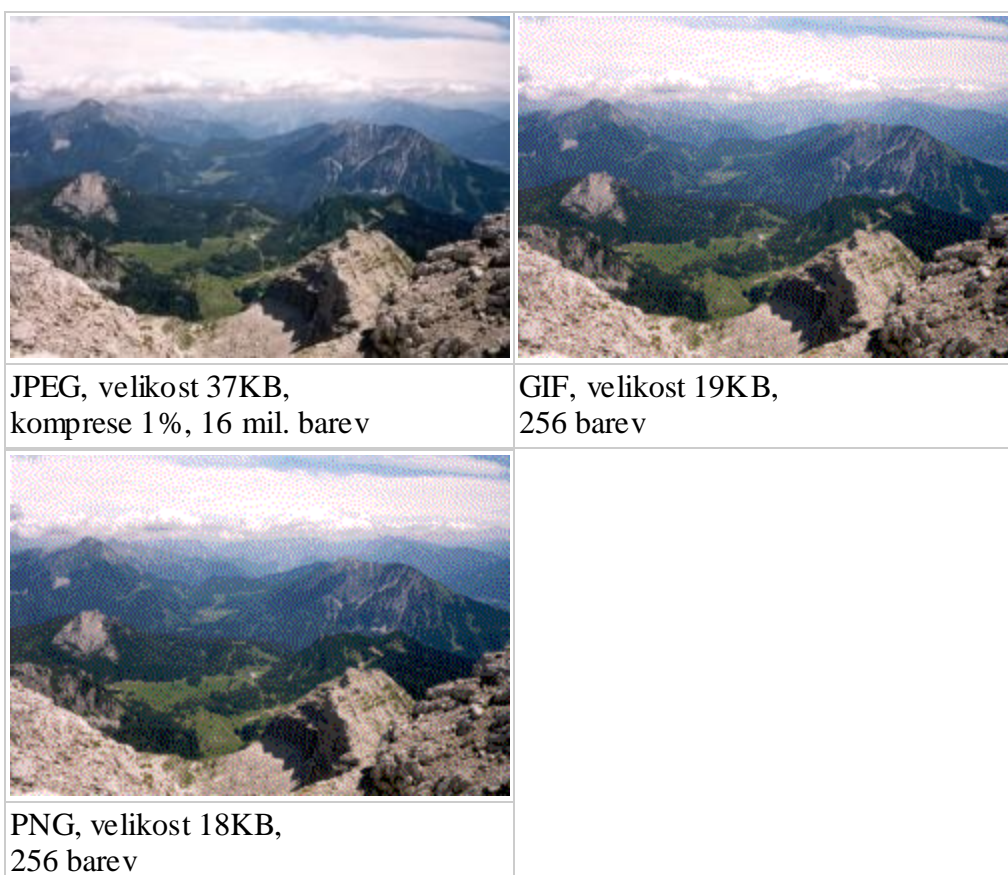 JPEG, velikost 37KB,
komprese 1%, 16 mil. barev
GIF, velikost 19KB,
256 barev
PNG, velikost 18KB,
256 barev